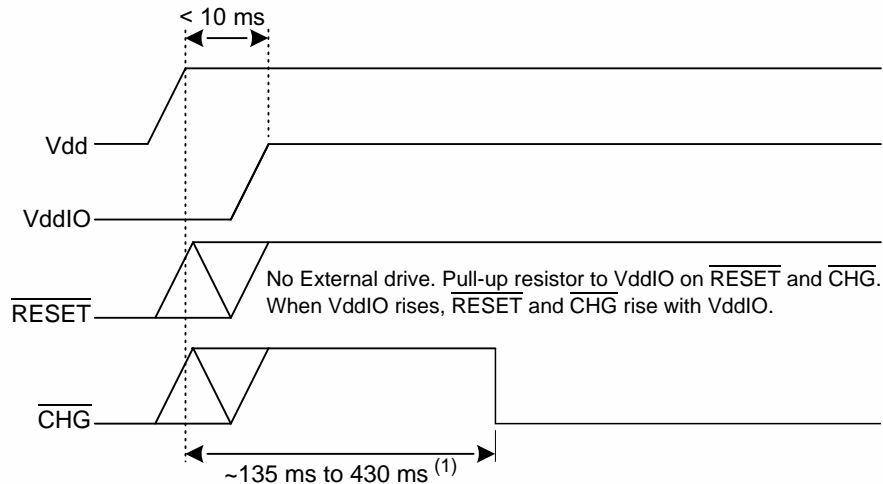 < 10 ms
Vdd
VddIO
No External drive. Pull-up resistor to VddIO on RESET and CHG.
When VddIO rises, RESET and CHG rise with VddIO.
RESET
CHG
~135 ms to 430 ms (1)